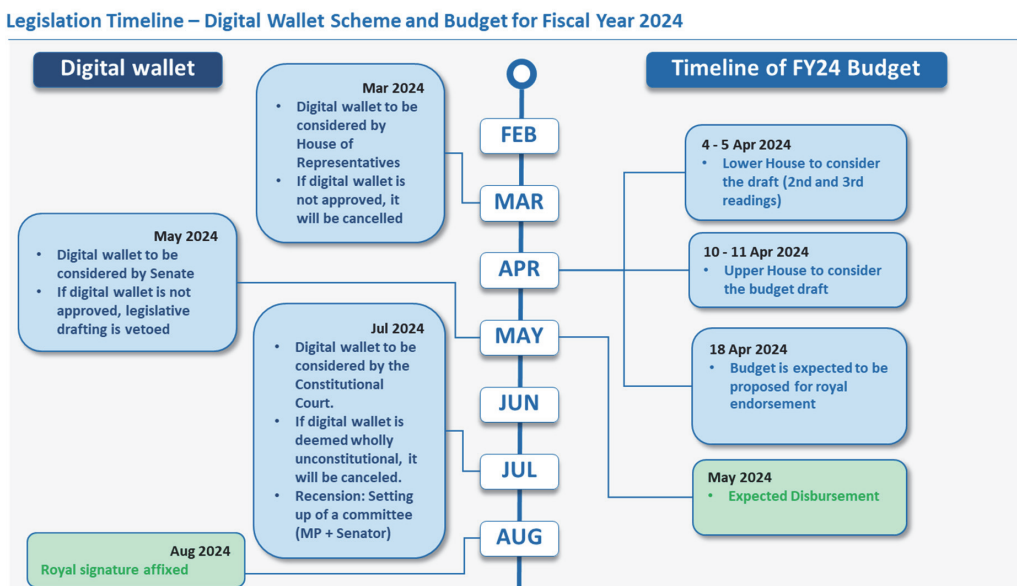 Legislation Timeline – Digital Wallet Scheme and Budget for Fiscal Year 2024
Digital wallet
Mar 2024
• Digital wallet to be
considered by
House of
Representatives
• If digital wallet is
not approved, it
will be cancelled
May 2024
• Digital wallet to be
considered by Senate
• If digital wallet is not
approved, legislative
drafting is vetoed
Jul 2024
• Digital wallet to be
considered by the
Constitutional
Court.
• If digital wallet is
deemed wholly
unconstitutional, it
will be canceled.
• Recension: Setting
up of a committee
(MP + Senator)
Aug 2024
Royal signature affixed
FEB
MAR
APR
MAY
JUN
JUL
AUG
Timeline of FY24 Budget
4 - 5 Apr 2024
• Lower House to consider
the draft (2nd and 3rd
readings)
10 - 11 Apr 2024
• Upper House to consider
the budget draft
18 Apr 2024
• Budget is expected to be
proposed for royal
endorsement
May 2024
• Expected Disbursement